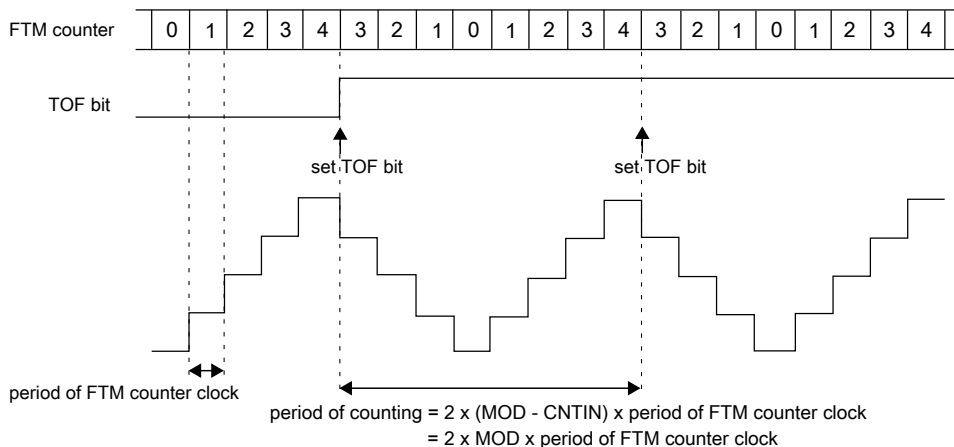 FTM counter 0 1 2 3 4 3 2 1 0 1 2 3 4 3 2 1 0 1 2 3 4
TOF bit
set TOF bit set TOF bit
period of FTM counter clock
period of counting = 2 x (MOD - CNTIN) x period of FTM counter clock
= 2 x MOD x period of FTM counter clock